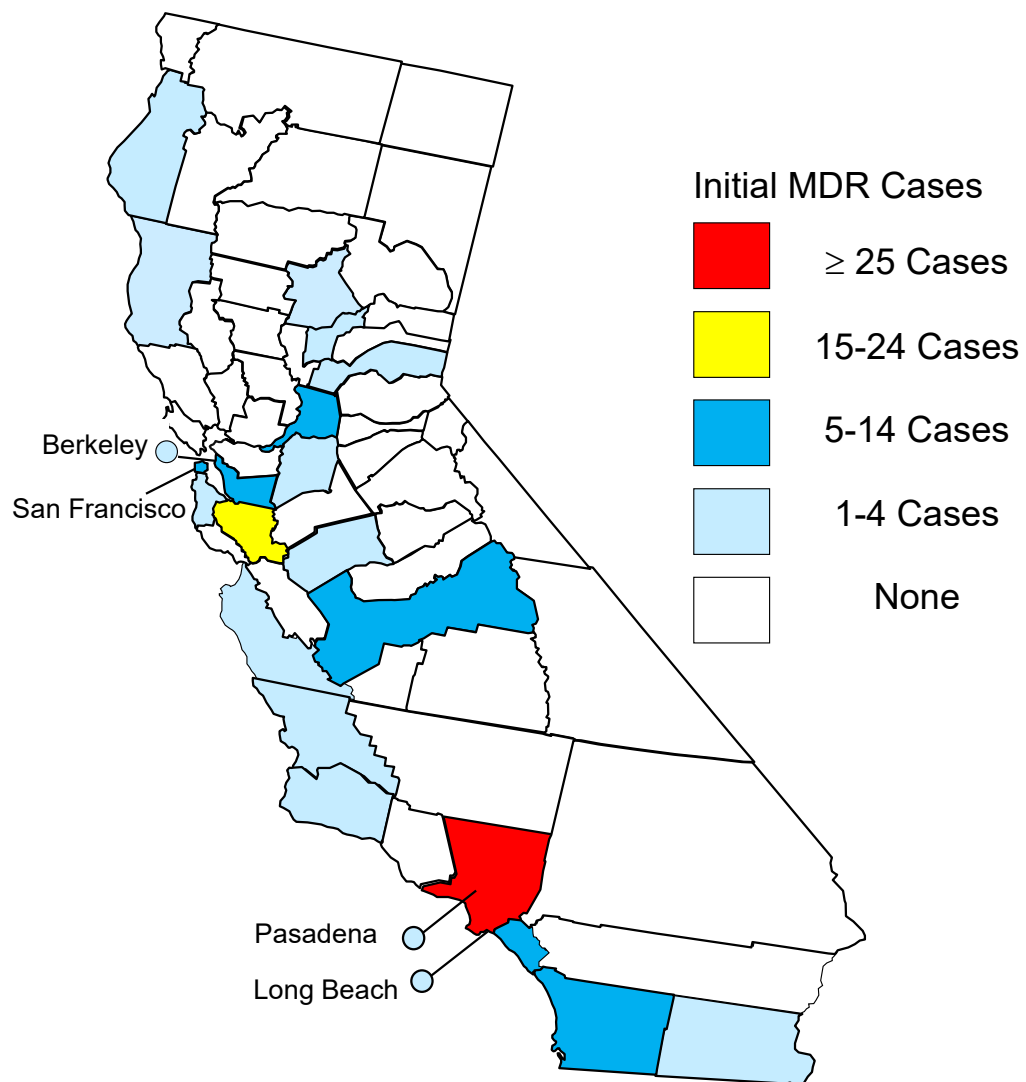 Initial MDR Cases
≥ 25 Cases
15-24 Cases
5-14 Cases
1-4 Cases
None
Berkeley
San Francisco
Pasadena
Long Beach